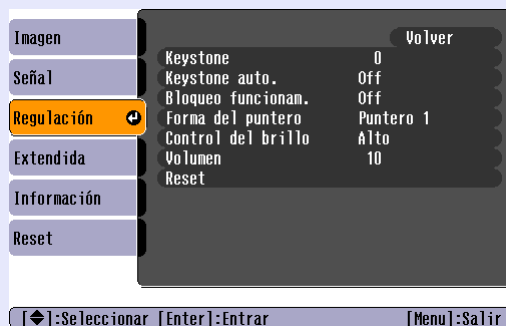 Imagen
Señal
Regulación
Extendida
Información
Reset
Volver
Keystone 0
Keystone auto. Off
Bloqueo funcionam. Off
Forma del puntero Puntero 1
Control del brillo Alto
Volumen 10
Reset
[◆]:Seleccionar [Enter]:Entrar [Menu]:Salir